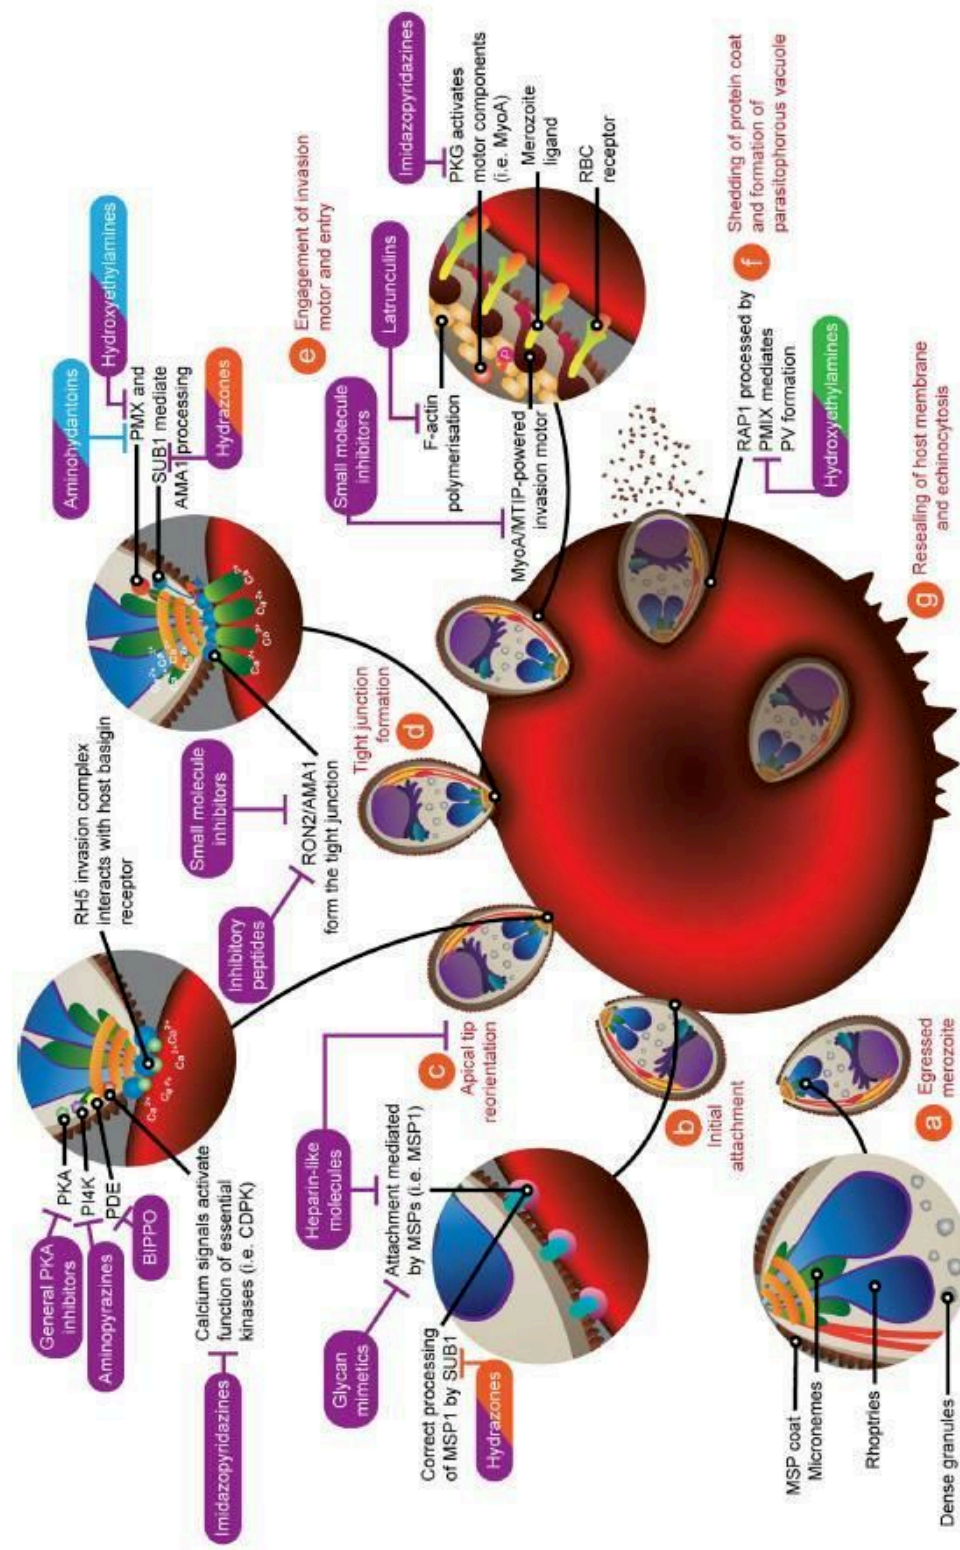 General PKA
inhibitors
Aminopyrazines
BIPPO
PKA
PI4K
PDE
Calcium signals activate
function of essential
kinases (i.e. CDPK)
Imidazopyridazines
RH5 invasion complex
interacts with host basigin
receptor
Ca²⁺
Ca²⁺
Ca²⁺
Ca²⁺
Small molecule
inhibitors
Inhibitory
peptides
RON2/AMA1
form the tight junction
Aminohydantoins
Hydroxyethylamines
PMIX and
SUB1 mediate
AMA1 processing
Hydrazones
Heparin-like
molecules
Glycan
mimetics
Attachment mediated
by MSPs (i.e. MSP1)
Correct processing
of MSP1 by SUB1
Hydrazones
c
Apical tip
reorientation
d
Tight junction
formation
e
Engagement of invasion
motor and entry
Small molecule
inhibitors
Latrunculins
Imidazopyridazines
F-actin
polymerisation
MyoA/MTIP-powered
invasion motor
P
PKG activates
motor components
(i.e. MyoA)
Merozoite
ligand
RBC
receptor
b
Initial
attachment
a
Egressed
merozoite
MSP coat
Micronemes
Rhoptries
Dense granules
f
Shedding of protein coat
and formation of
parasitophorous vacuole
RAP1 processed by
PMIX mediates
PV formation
Hydroxyethylamines
g
Resealing of host membrane
and echinocytosis